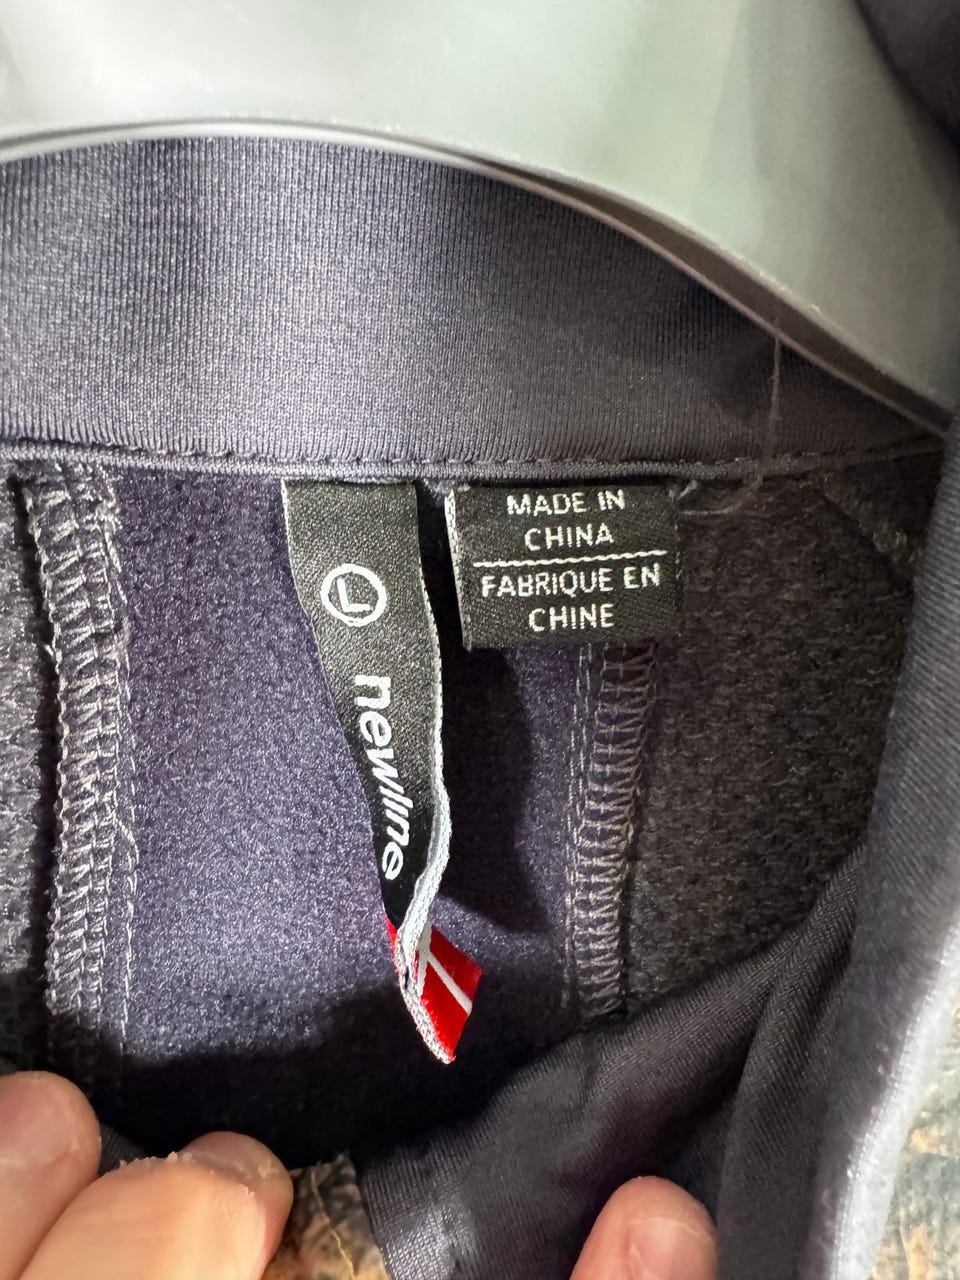 L
newline
MADE IN
CHINA
FABRIQUE EN
CHINE